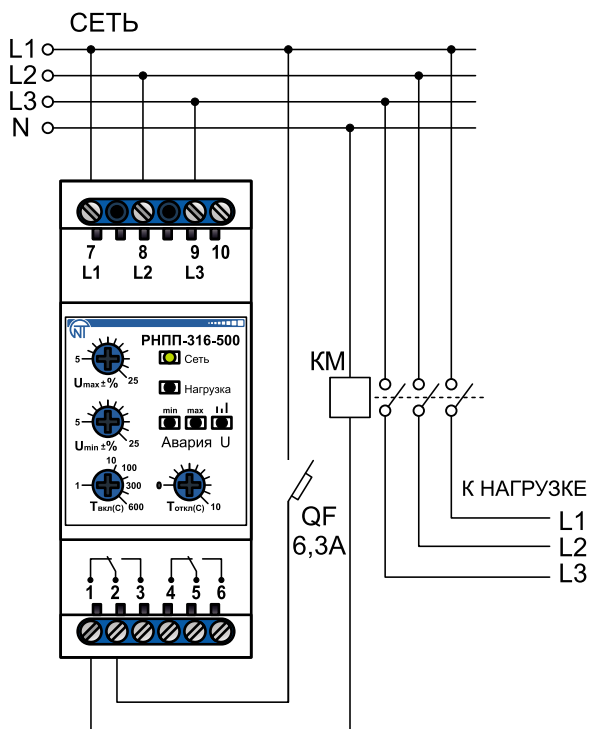 СЕТЬ
L1
L2
L3
N
7 8 9 10
L1 L2 L3
NT
РНПП-316-500
Сеть
5 25
Umax±%
Нагрузка
min max
Авария U
5 25
Umin±%
1 10 100 300 600
Tвкл(С)
0 10
Tоткл(С)
КМ
QF
6,3А
К НАГРУЗКЕ
L1
L2
L3
1 2 3 4 5 6